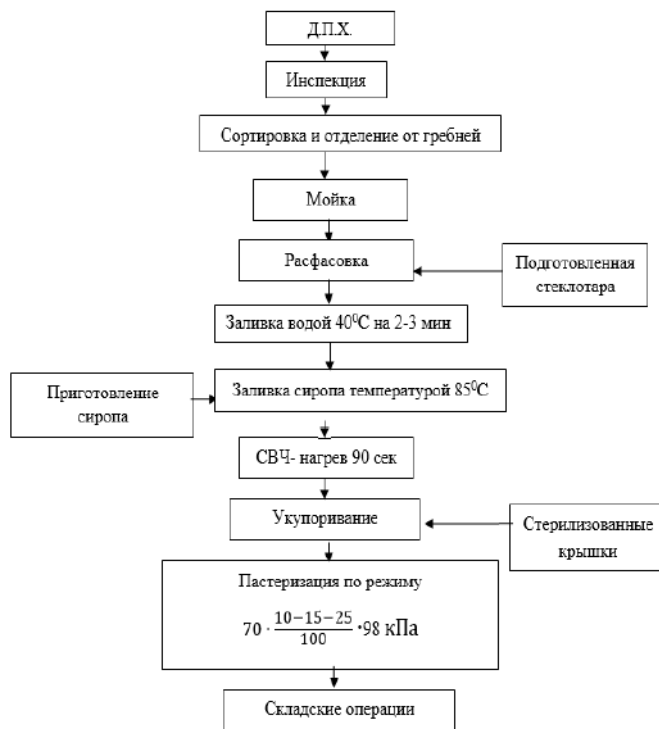 Д.П.Х.
Инспекция
Сортировка и отделение от гребней
Мойка
Расфасовка
Подготовленная
стеклотара
Заливка водой 40⁰С на 2-3 мин
Приготовление
сиропа
Заливка сиропа температурой 85⁰С
СВЧ- нагрев 90 сек
Укупоривание
Стерилизованные
крышки
Пастеризация по режиму
70 · (10−15−25)/100 ·98 кПа
Складские операции